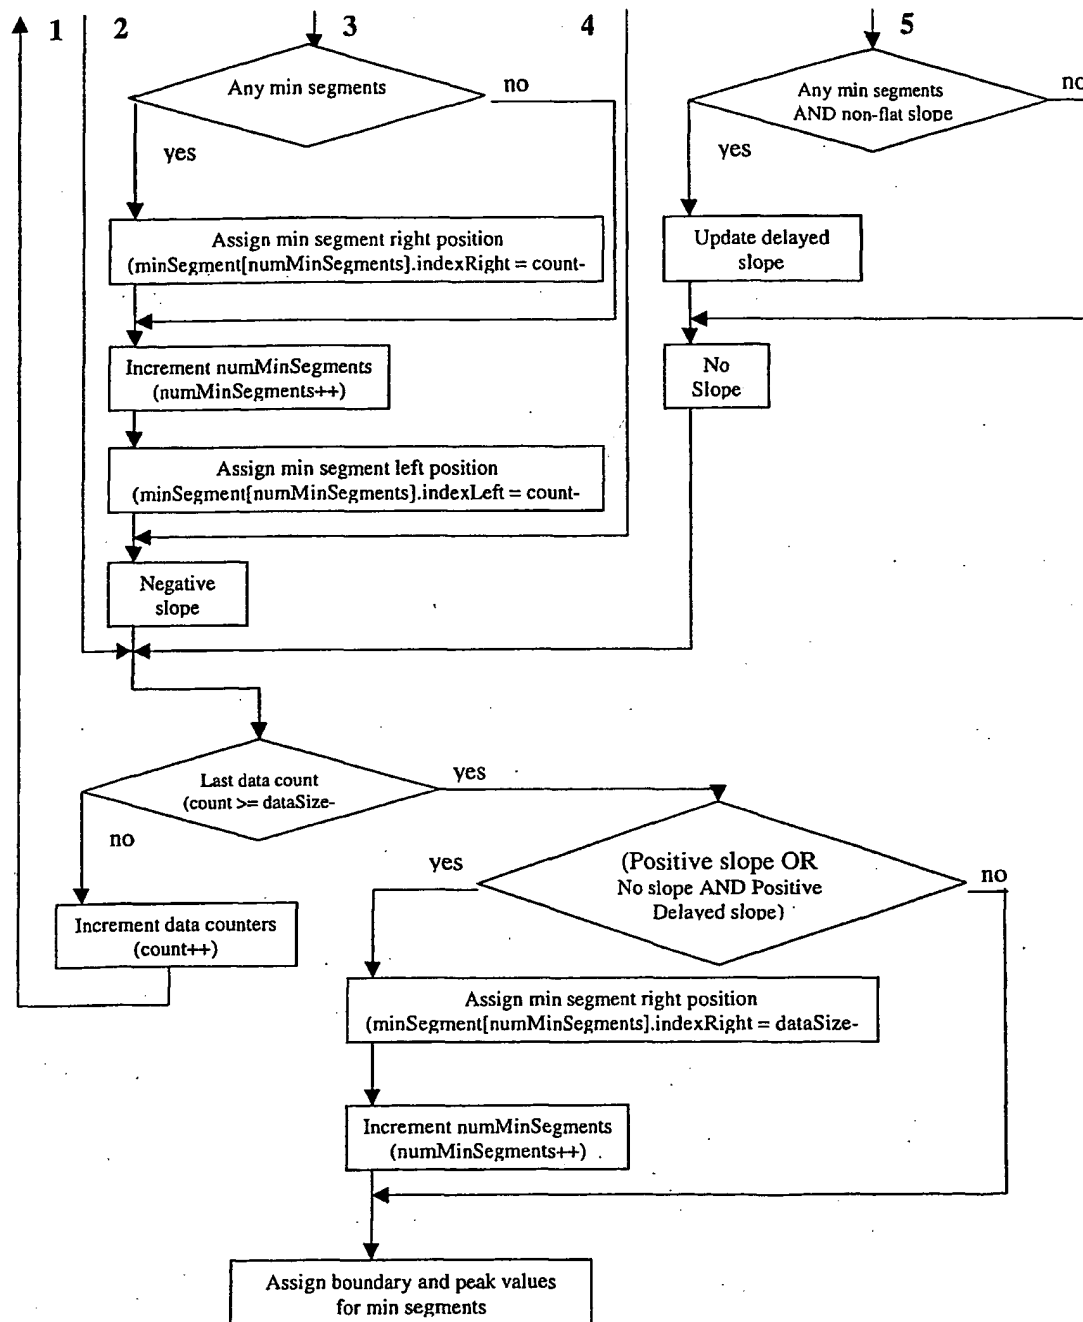 1
2
3
4
5
Any min segments
no
yes
Any min segments
AND non-flat slope
no
yes
Assign min segment right position
(minSegment[numMinSegments].indexRight = count-
Update delayed
slope
Increment numMinSegments
(numMinSegments++)
No
Slope
Assign min segment left position
(minSegment[numMinSegments].indexLeft = count-
Negative
slope
Last data count
(count >= dataSize-
yes
no
(Positive slope OR
No slope AND Positive
Delayed slope)
yes
no
Increment data counters
(count++)
Assign min segment right position
(minSegment[numMinSegments].indexRight = dataSize-
Increment numMinSegments
(numMinSegments++)
Assign boundary and peak values
for min segments